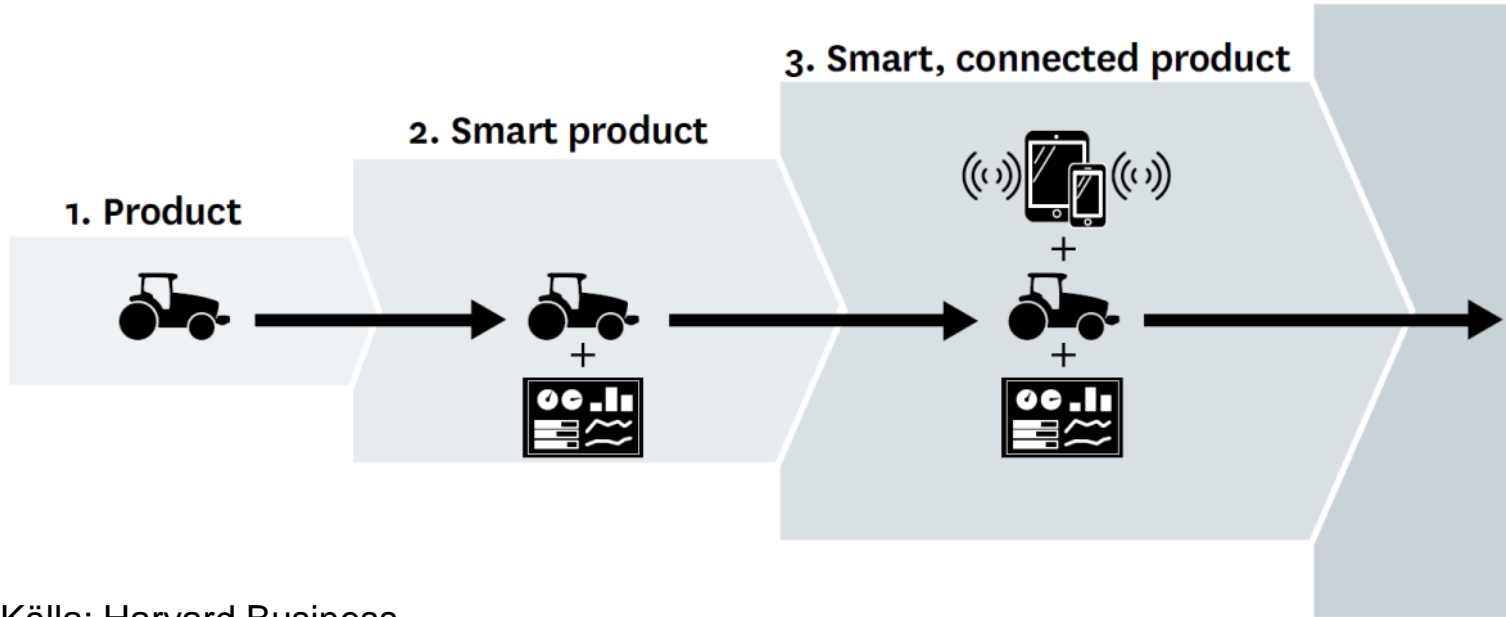 1. Product
2. Smart product
3. Smart, connected product
+
+
+
Källa: Harvard Business